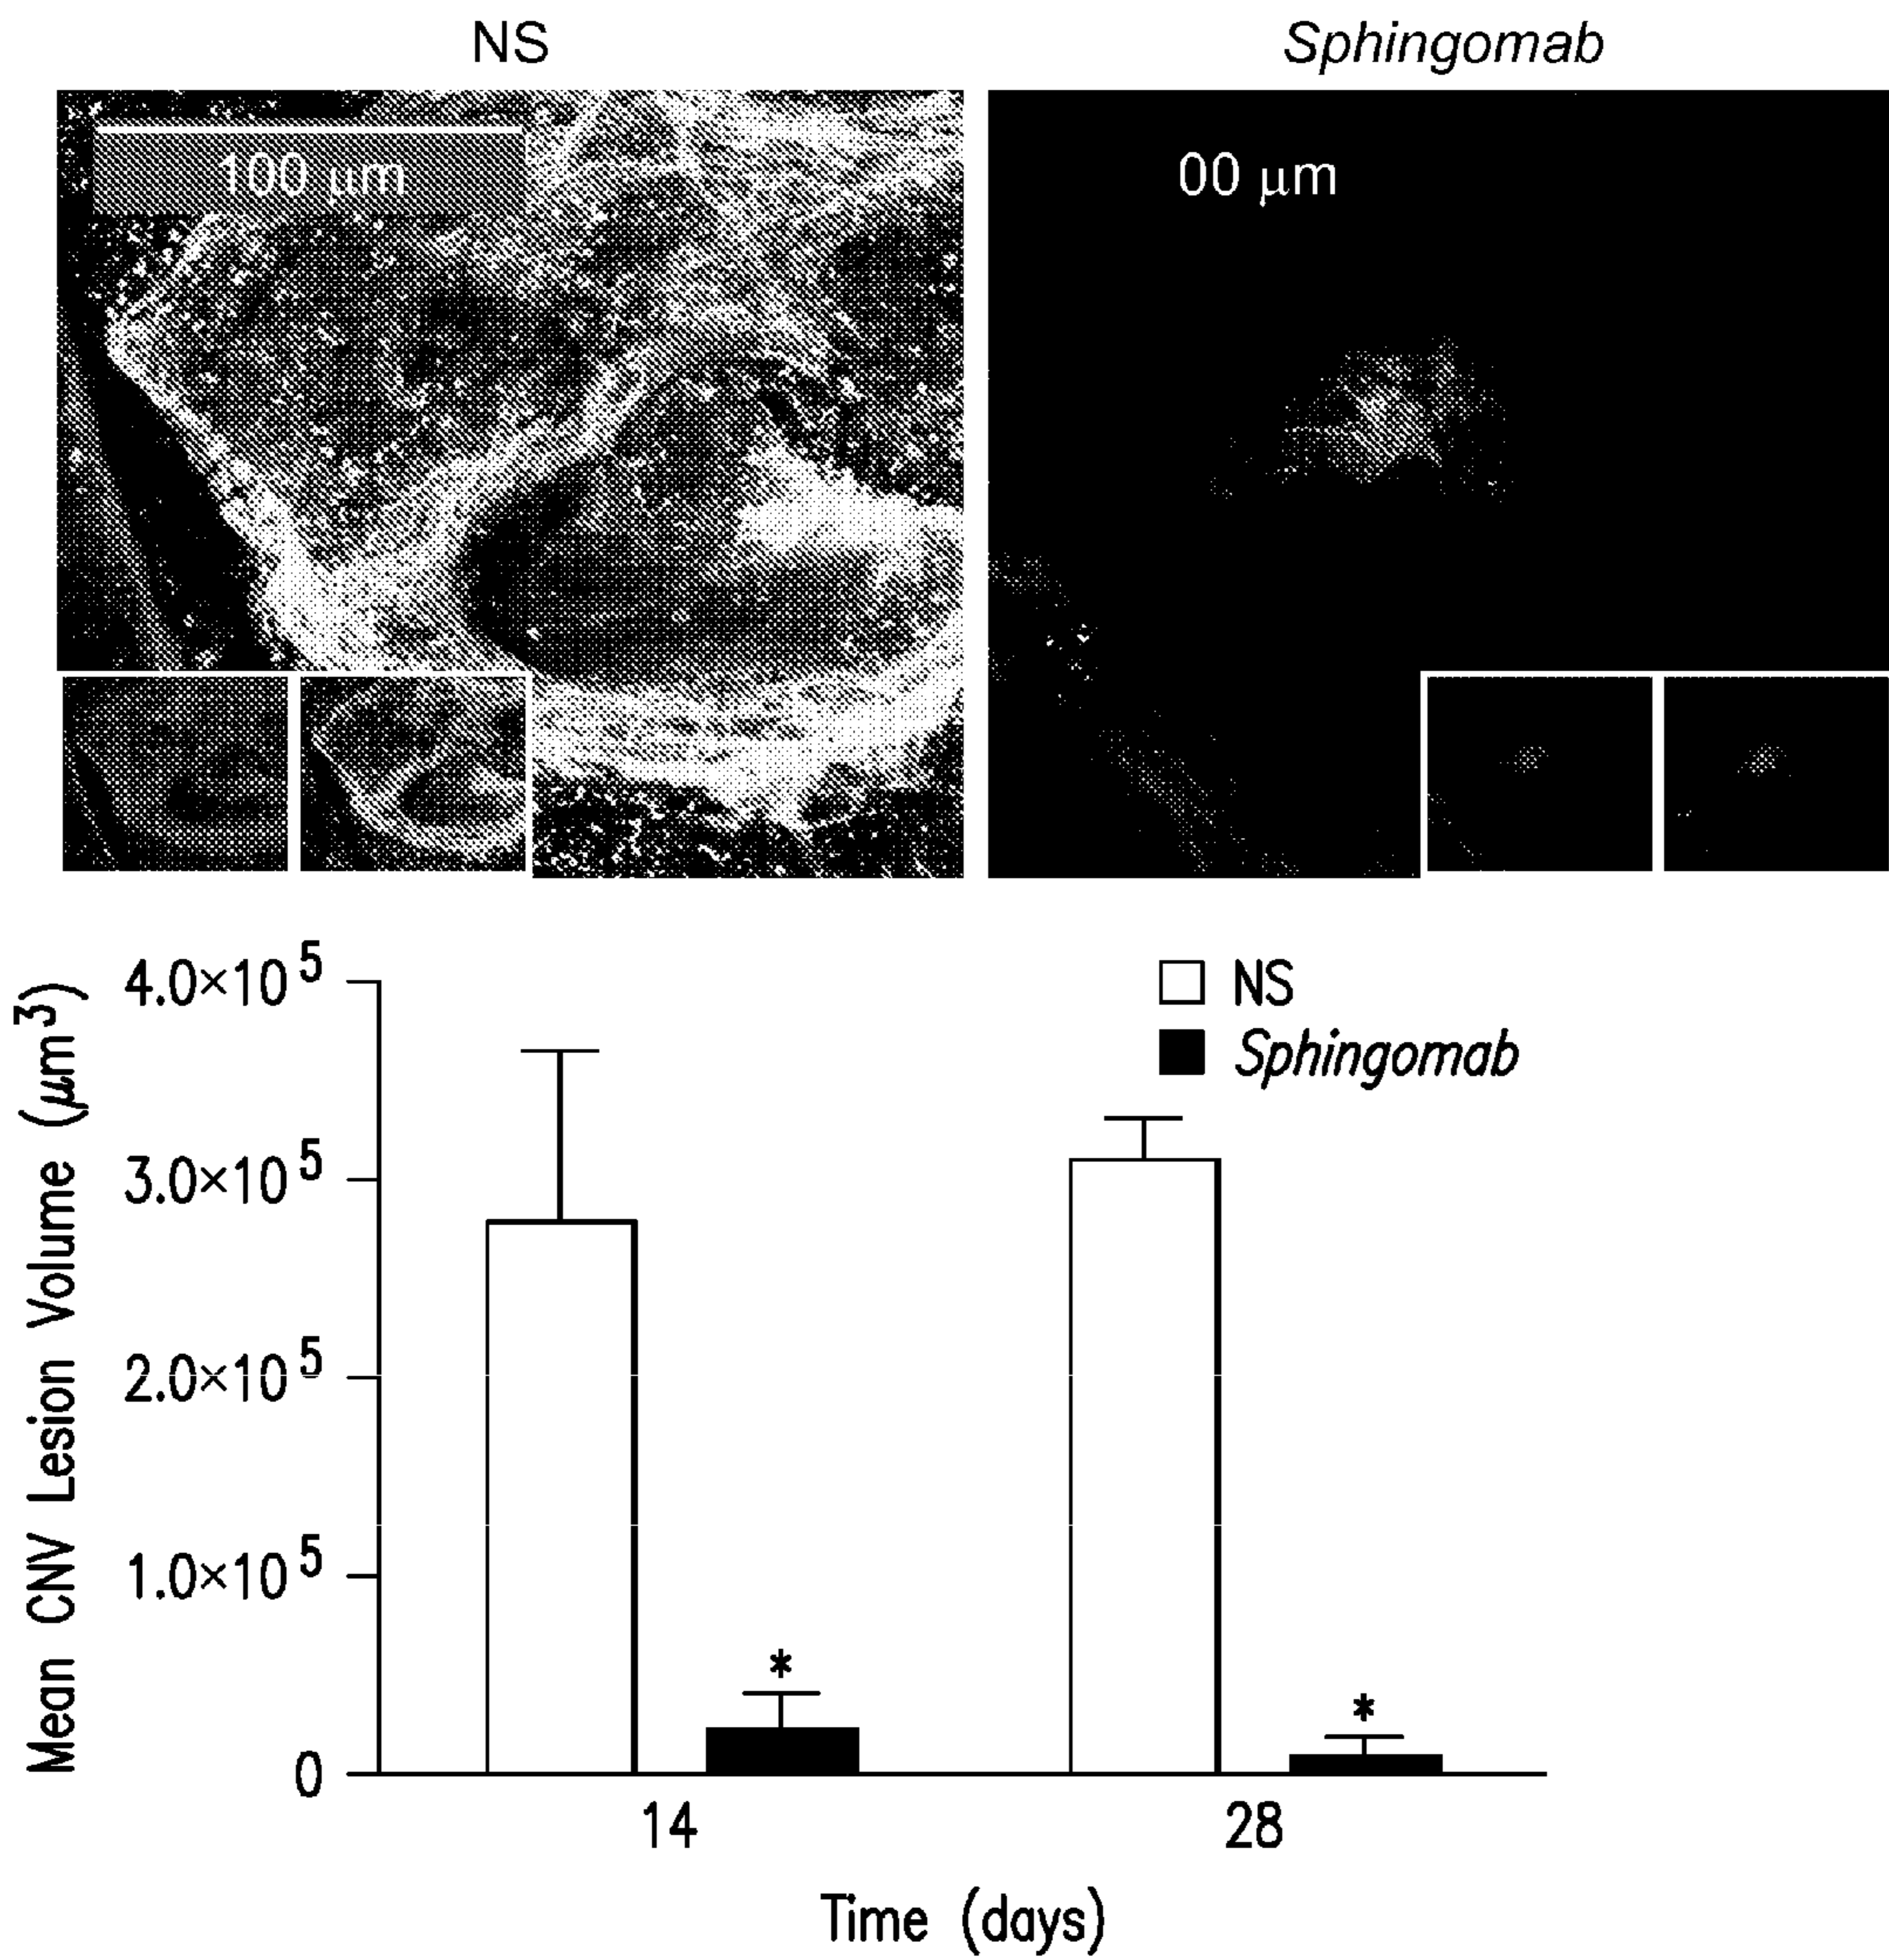 NS
Sphingomab
100 μm
00 μm
Mean CNV Lesion Volume (μm³)
4.0×10⁵
3.0×10⁵
2.0×10⁵
1.0×10⁵
0
NS
Sphingomab
*
*
14
28
Time (days)